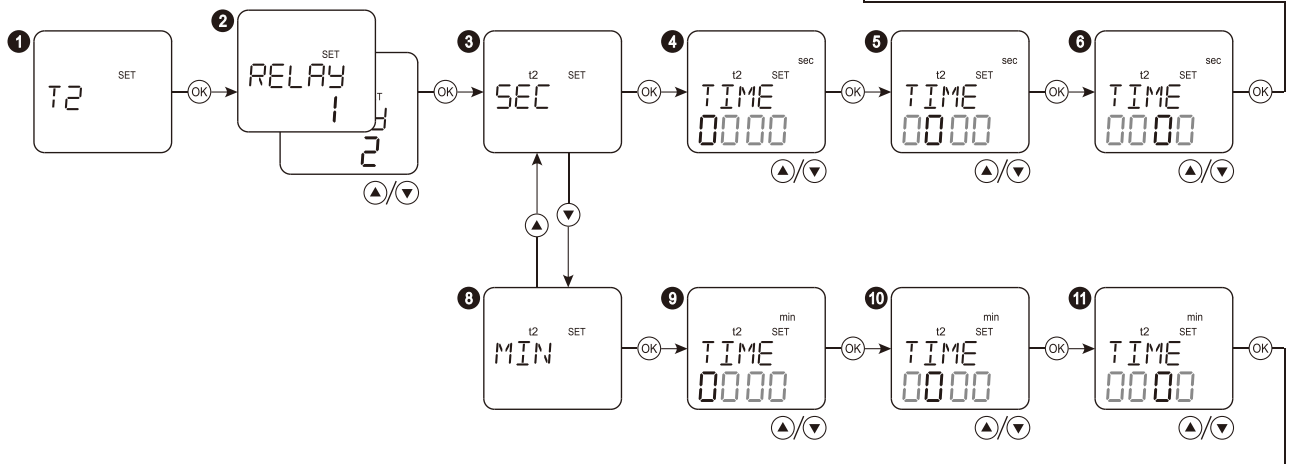 1
SET
T2
OK
2
SET
RELAY
1
T
Y
2
OK
3
t2 SET
SEC
OK
4
sec
t2 SET
TIME
0000
OK
5
sec
t2 SET
TIME
0000
OK
6
sec
t2 SET
TIME
0000
OK
8
t2 SET
MIN
OK
9
min
t2 SET
TIME
0000
OK
10
min
t2 SET
TIME
0000
OK
11
min
t2 SET
TIME
0000
OK